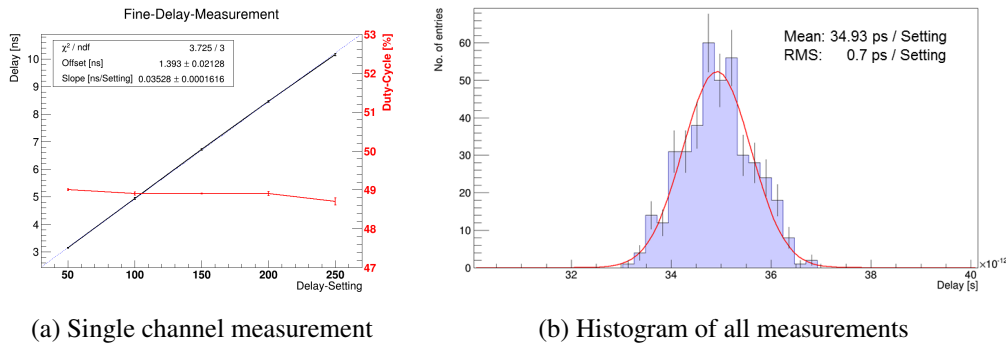 Fine-Delay-Measurement
Delay [ns]
χ² / ndf 3.725 / 3
Offset [ns] 1.393 ± 0.02128
Slope [ns/Setting] 0.03528 ± 0.0001616
10
9
8
7
6
5
4
3
53
52
51
50
49
48
47
Duty-Cycle [%]
50 100 150 200 250
Delay-Setting
No. of entries
Mean: 34.93 ps / Setting
RMS: 0.7 ps / Setting
60
50
40
30
20
10
0
32 34 36 38 40
×10⁻¹²
Delay [s]
(a) Single channel measurement
(b) Histogram of all measurements